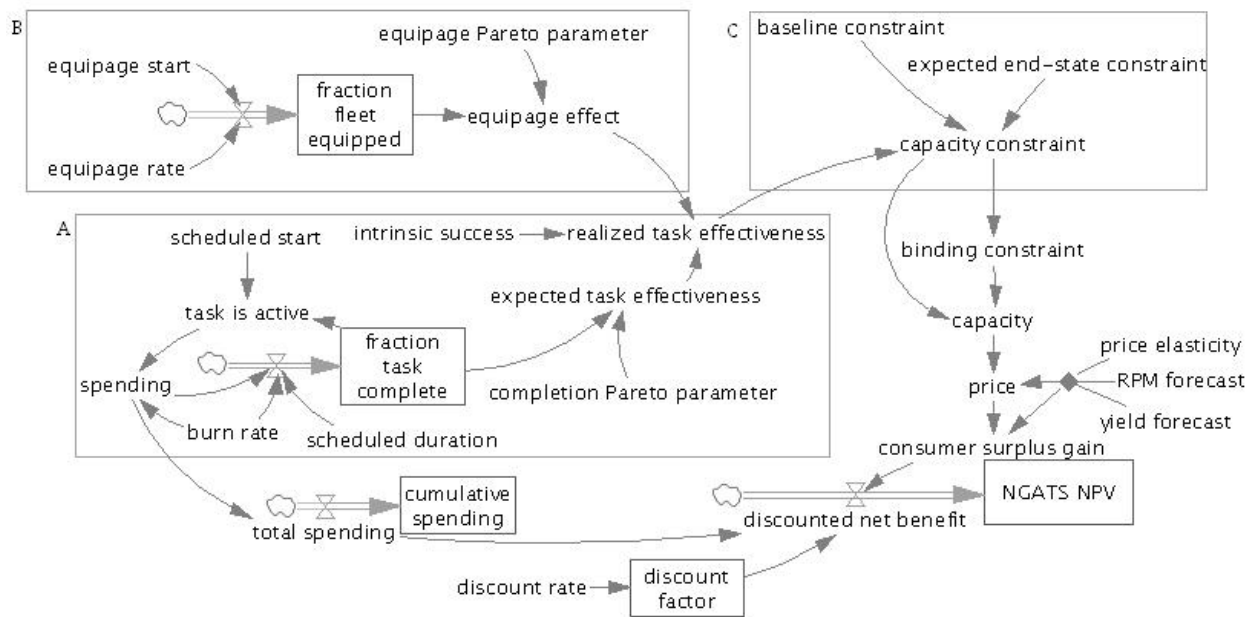 B
equipage Pareto parameter
equipage start
fraction
fleet
equipped
equipage effect
equipage rate
C
baseline constraint
expected end-state constraint
capacity constraint
A
scheduled start
intrinsic success
realized task effectiveness
binding constraint
expected task effectiveness
task is active
capacity
fraction
task
complete
price elasticity
spending
price
RPM forecast
completion Pareto parameter
yield forecast
burn rate
scheduled duration
consumer surplus gain
cumulative
spending
NGATS NPV
total spending
discounted net benefit
discount rate
discount
factor